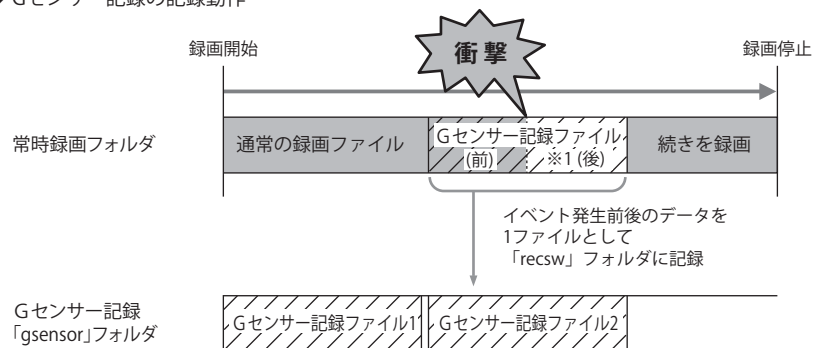 Gセンサー記録の記録動作
録画開始
衝撃
録画停止
常時録画フォルダ
通常の録画ファイル
Gセンサー記録ファイル
(前)
※1(後)
続きを録画
イベント発生前後のデータを
1ファイルとして
「recsw」フォルダに記録
Gセンサー記録
「gsensor」フォルダ
Gセンサー記録ファイル1
Gセンサー記録ファイル2